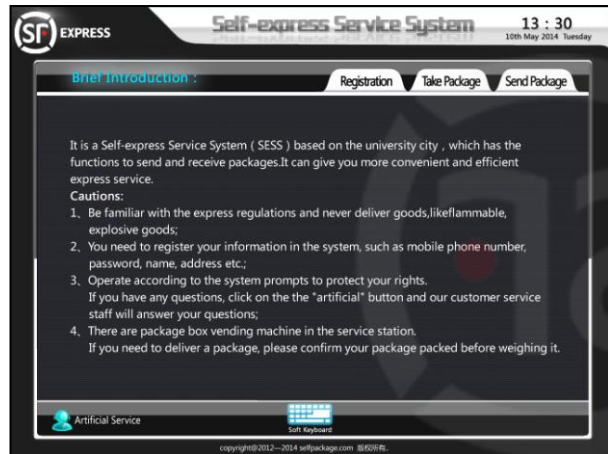 SF EXPRESS
Self-express Service System
13 : 30
10th May 2014 Tuesday
Brief Introduction :
Registration
Take Package
Send Package
It is a Self-express Service System ( SESS ) based on the university city , which has the
functions to send and receive packages.It can give you more convenient and efficient
express service.
Cautions:
1、Be familiar with the express regulations and never deliver goods,likeflammable,
explosive goods;
2、You need to register your information in the system, such as mobile phone number,
password, name, address etc.;
3、Operate according to the system prompts to protect your rights.
If you have any questions, click on the the "artificial" button and our customer service
staff will answer your questions;
4、There are package box vending machine in the service station.
If you need to deliver a package, please confirm your package packed before weighing it.
Artificial Service
Soft Keyboard
copyright©2012—2014 selfpackage.com 版权所有.